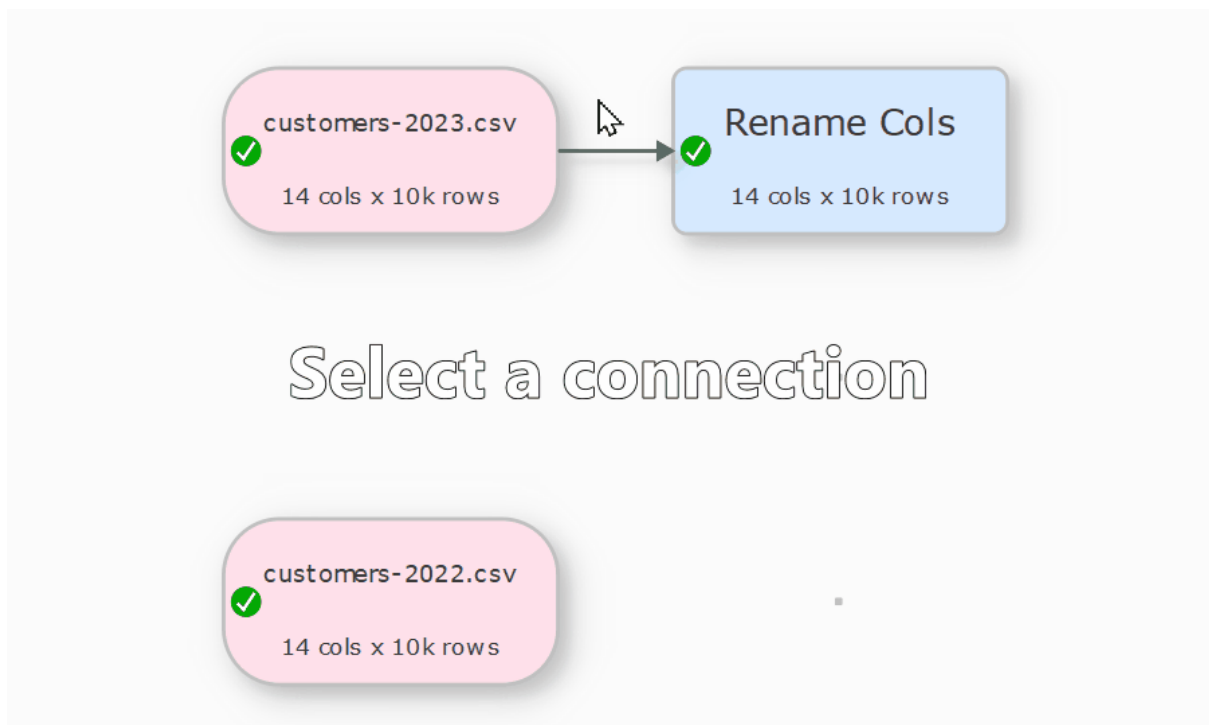 customers-2023.csv
14 cols x 10k rows
Rename Cols
14 cols x 10k rows
Select a connection
customers-2022.csv
14 cols x 10k rows